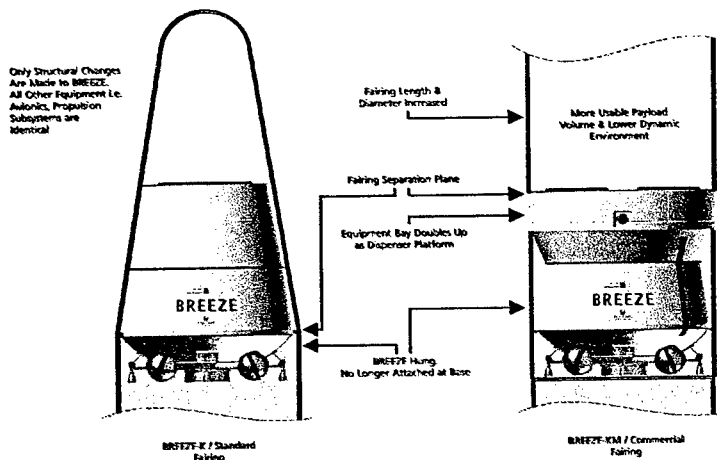 Only Structural Changes
Are Made to BREEZE.
All Other Equipment i.e.
Avionics, Propulsion
Subsystems are
Identical
Fairing Length &
Diameter Increased
More Usable Payload
Volume & Lower Dynamic
Environment
Fairing Separation Plane
Equipment Bay Doubles Up
as Dispenser Platform
BREEZE
BREEZE
BREEZE Hung.
No Longer Attached at Base
BREEZE-K / Standard
Fairing
BREEZE-KM / Commercial
Fairing